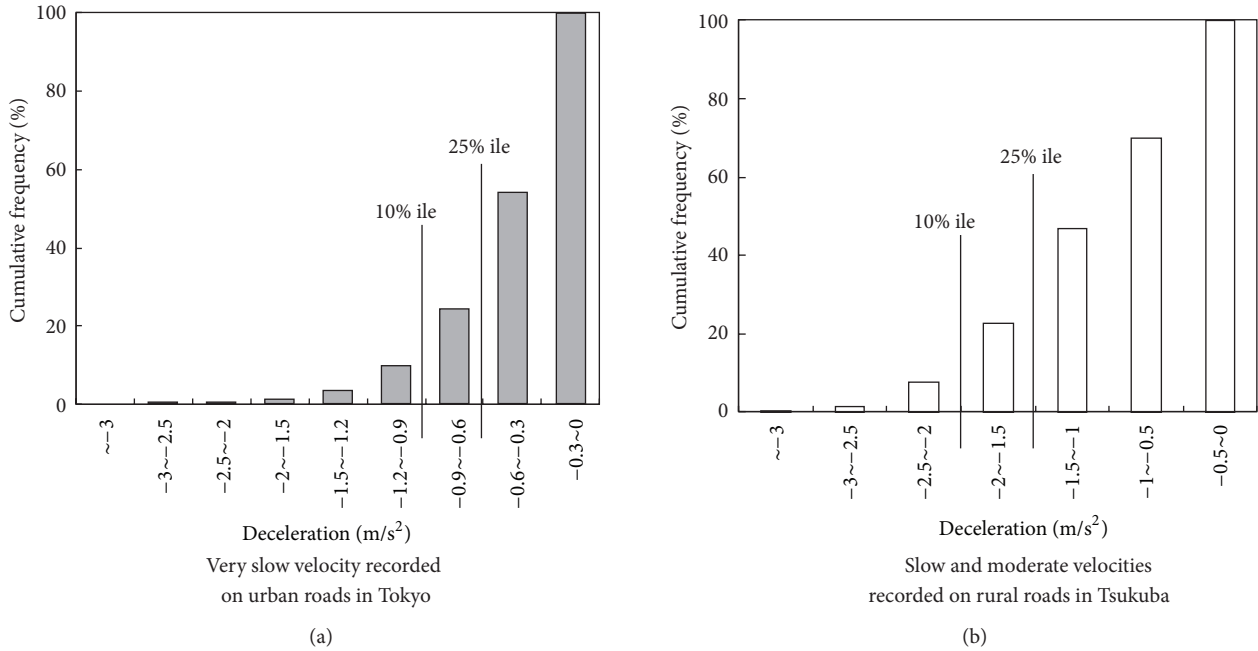 100
80
60
40
20
0
Cumulative frequency (%)
10% ile
25% ile
~−3
−3~−2.5
−2.5~−2
−2~−1.5
−1.5~−1.2
−1.2~−0.9
−0.9~−0.6
−0.6~−0.3
−0.3~0
Deceleration (m/s²)
Very slow velocity recorded
on urban roads in Tokyo
(a)
100
80
60
40
20
0
Cumulative frequency (%)
10% ile
25% ile
~−3
−3~−2.5
−2.5~−2
−2~−1.5
−1.5~−1
−1~−0.5
−0.5~0
Deceleration (m/s²)
Slow and moderate velocities
recorded on rural roads in Tsukuba
(b)